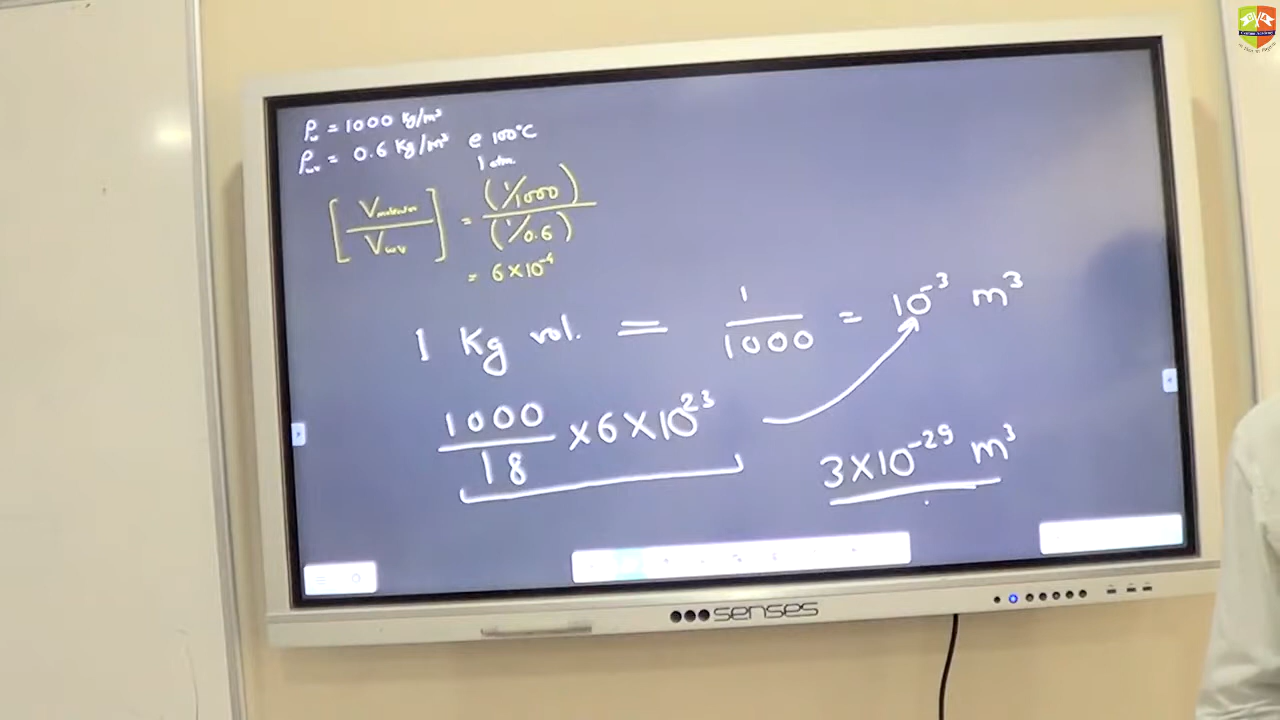 ρw = 1000 Kg/m³
ρwv = 0.6 Kg/m³ @ 100°C
1 atm.
[Vmolecular / Vwv] = (1/1000) / (1/0.6)
= 6×10⁻⁴
1 Kg vol. = 1/1000 = 10⁻³ m³
1000/18 ×6×10²³
3×10⁻²⁹ m³
senses